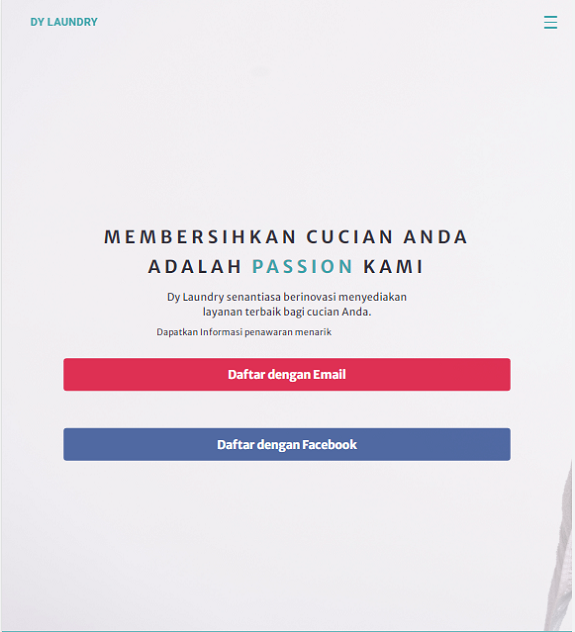 DY LAUNDRY
MEMBERSIHKAN CUCIAN ANDA
ADALAH PASSION KAMI
Dy Laundry senantiasa berinovasi menyediakan
layanan terbaik bagi cucian Anda.
Dapatkan Informasi penawaran menarik
Daftar dengan Email
Daftar dengan Facebook